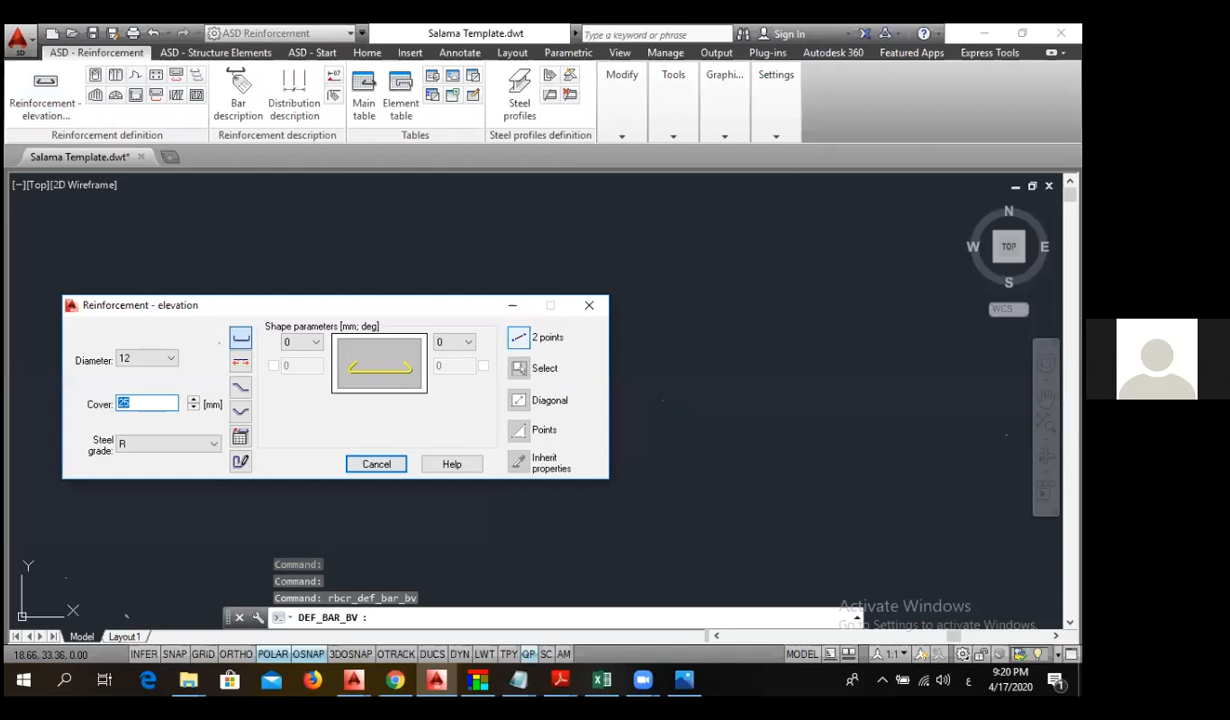 SD
ASD Reinforcement
Salama Template.dwt
Type a keyword or phrase
Sign In
ASD - Reinforcement
ASD - Structure Elements
ASD - Start
Home
Insert
Annotate
Layout
Parametric
View
Manage
Output
Plug-ins
Autodesk 360
Featured Apps
Express Tools
Reinforcement - elevation...
Bar description
Distribution description
Main table
Element table
Steel profiles
Modify
Tools
Graphi...
Settings
Reinforcement definition
Reinforcement description
Tables
Steel profiles definition
Salama Template.dwt*
[−][Top][2D Wireframe]
N
W
TOP
E
S
WCS
Reinforcement - elevation
Shape parameters [mm; deg]
Diameter:
12
0
0
2 points
0
0
Select
Cover:
25
[mm]
Diagonal
Steel grade:
R
Points
Cancel
Help
Inherit properties
Command:
Command:
Command: rbcr_def_bar_bv
DEF_BAR_BV :
Y
X
Activate Windows
Go to Settings to activate Windows.
Model
Layout1
18.66, 33.36, 0.00
INFER
SNAP
GRID
ORTHO
POLAR
OSNAP
3DOSNAP
OTRACK
DUCS
DYN
LWT
TPY
QP
SC
AM
MODEL
1:1
ع
9:20 PM
4/17/2020
1